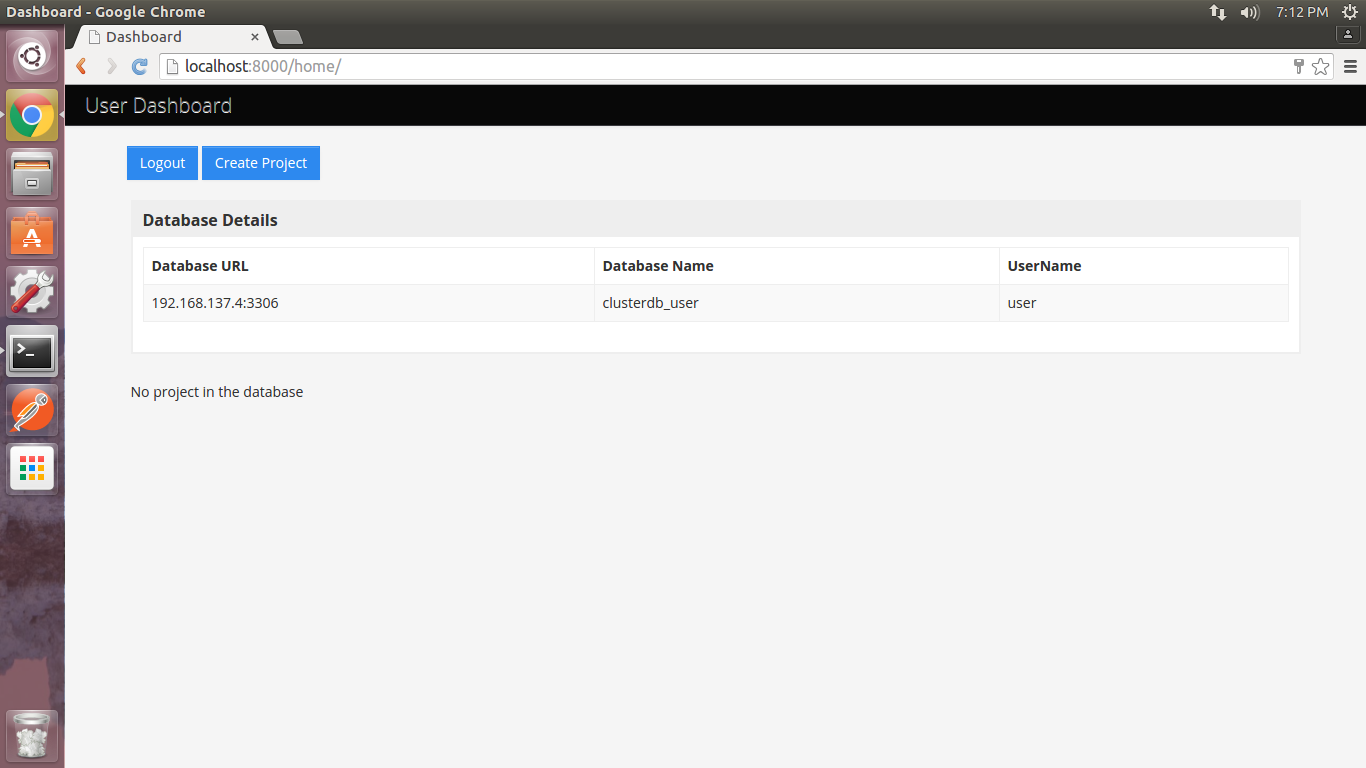 Dashboard - Google Chrome 7:12 PM
Dashboard
localhost:8000/home/
User Dashboard
Logout Create Project
Database Details
Database URL Database Name UserName
192.168.137.4:3306 clusterdb_user user
No project in the database